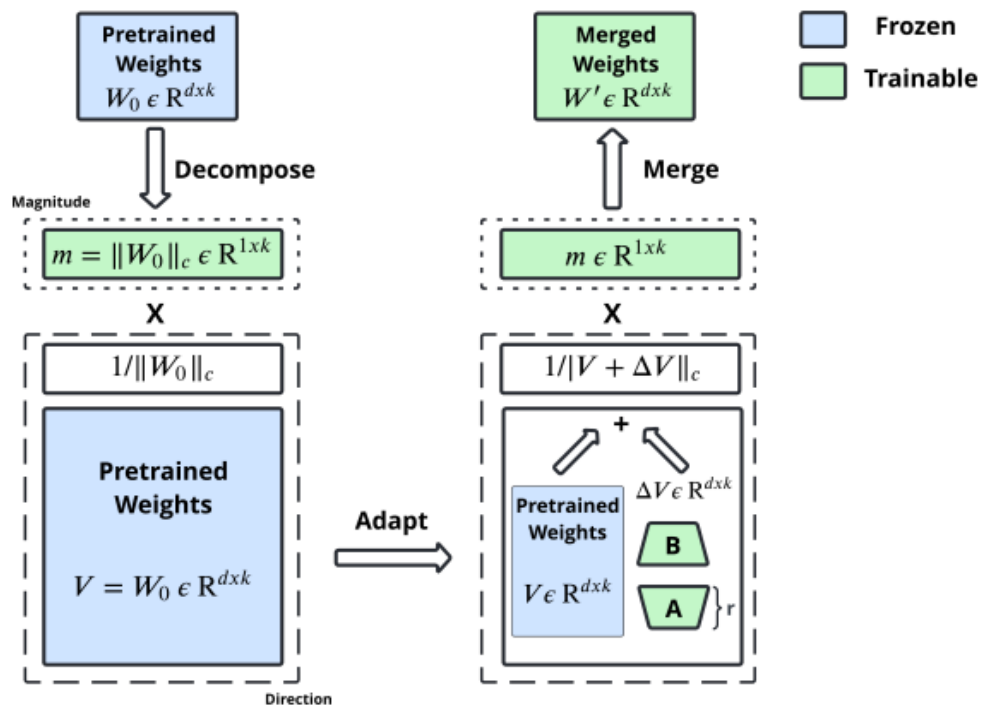 Pretrained
Weights
W₀ ϵ R^{dxk}
Decompose
Magnitude
m = ‖W₀‖_c ϵ R^{1xk}
X
1/‖W₀‖_c
Pretrained
Weights
V = W₀ ϵ R^{dxk}
Direction
Adapt
Merged
Weights
W′ ϵ R^{dxk}
Merge
m ϵ R^{1xk}
X
1/|V + ΔV‖_c
+
Pretrained
Weights
V ϵ R^{dxk}
ΔV ϵ R^{dxk}
B
A } r
Frozen
Trainable